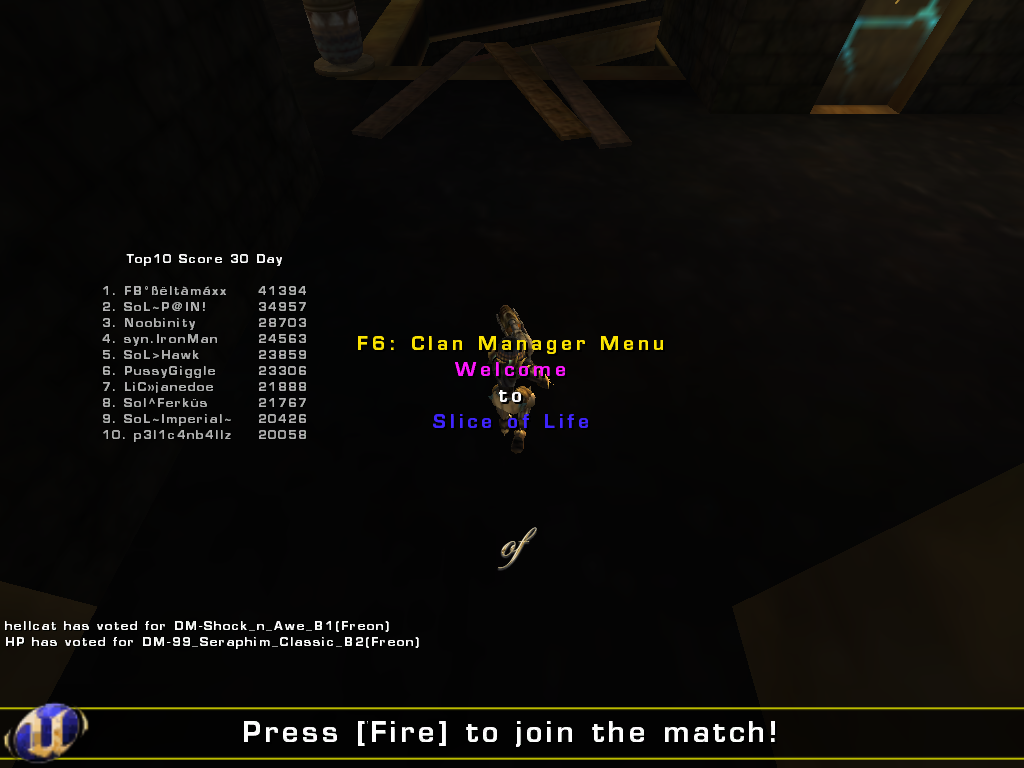 Top10 Score 30 Day
1. FB°ßêltàmáxx 41394
2. SoL~P@IN! 34957
3. Noobinity 28703
4. syn.IronMan 24563
5. SoL>Hawk 23859
6. PussyGiggle 23306
7. LiC»janedoe 21888
8. Sol^Ferküs 21767
9. SoL~Imperial~ 20426
10. p3l1c4nb4llz 20058
F6: Clan Manager Menu
Welcome
to
Slice of Life
of
hellcat has voted for DM-Shock_n_Awe_B1(Freon)
HP has voted for DM-99_Seraphim_Classic_B2(Freon)
Press [Fire] to join the match!